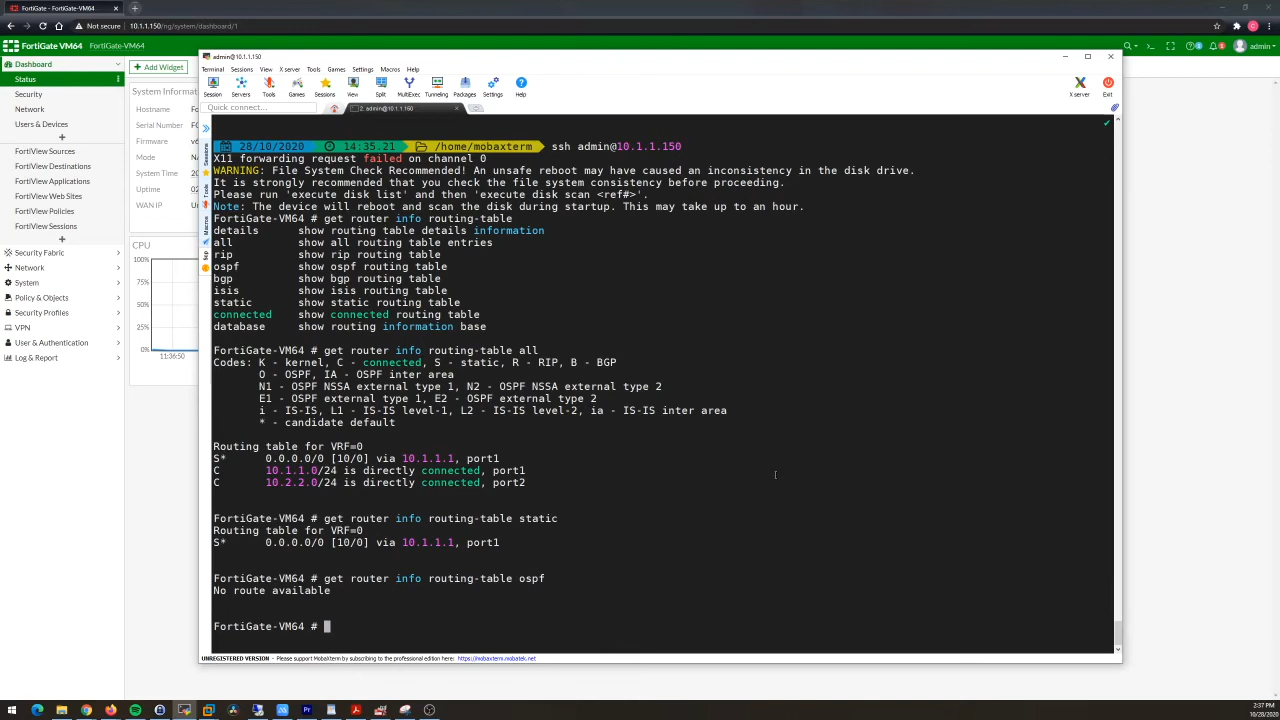 FortiGate - FortiGate-VM64
Not secure 10.1.1.150/ng/system/dashboard/1
FortiGate VM64 FortiGate-VM64
admin
Dashboard
Status
Security
Network
Users & Devices
FortiView Sources
FortiView Destinations
FortiView Applications
FortiView Web Sites
FortiView Policies
FortiView Sessions
Security Fabric
Network
System
Policy & Objects
Security Profiles
VPN
User & Authentication
Log & Report
+ Add Widget
System Informa
Hostname Fo
Serial Number FG
Firmware v6
Mode NA
System Time 20
Uptime 02
WAN IP Un
CPU
100%
75%
50%
25%
0%
11:36:50
admin@10.1.1.150
Terminal Sessions View X server Tools Games Settings Macros Help
Session Servers Tools Games Sessions View Split MultiExec Tunneling Packages Settings Help X server Exit
Quick connect...
2. admin@10.1.1.150
Sessions
Tools
Macros
Sftp
28/10/2020 14:35.21 /home/mobaxterm ssh admin@10.1.1.150
X11 forwarding request failed on channel 0
WARNING: File System Check Recommended! An unsafe reboot may have caused an inconsistency in the disk drive.
It is strongly recommended that you check the file system consistency before proceeding.
Please run 'execute disk list' and then 'execute disk scan <ref#>'.
Note: The device will reboot and scan the disk during startup. This may take up to an hour.
FortiGate-VM64 # get router info routing-table
details show routing table details information
all show all routing table entries
rip show rip routing table
ospf show ospf routing table
bgp show bgp routing table
isis show isis routing table
static show static routing table
connected show connected routing table
database show routing information base
FortiGate-VM64 # get router info routing-table all
Codes: K - kernel, C - connected, S - static, R - RIP, B - BGP
O - OSPF, IA - OSPF inter area
N1 - OSPF NSSA external type 1, N2 - OSPF NSSA external type 2
E1 - OSPF external type 1, E2 - OSPF external type 2
i - IS-IS, L1 - IS-IS level-1, L2 - IS-IS level-2, ia - IS-IS inter area
* - candidate default
Routing table for VRF=0
S* 0.0.0.0/0 [10/0] via 10.1.1.1, port1
C 10.1.1.0/24 is directly connected, port1
C 10.2.2.0/24 is directly connected, port2
FortiGate-VM64 # get router info routing-table static
Routing table for VRF=0
S* 0.0.0.0/0 [10/0] via 10.1.1.1, port1
FortiGate-VM64 # get router info routing-table ospf
No route available
FortiGate-VM64 #
UNREGISTERED VERSION - Please support MobaXterm by subscribing to the professional edition here: https://mobaxterm.mobatek.net
2:37 PM
10/28/2020